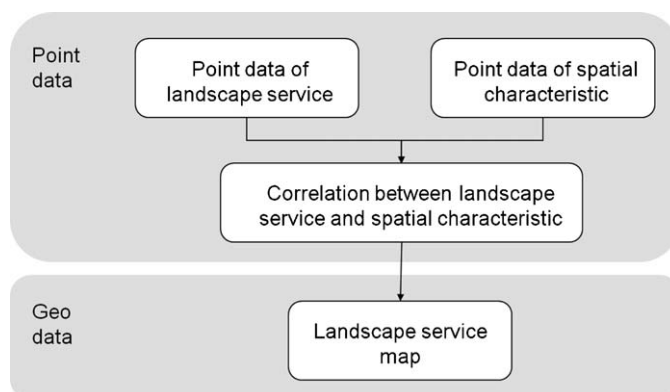 Point
data
Point data of
landscape service
Point data of spatial
characteristic
Correlation between landscape
service and spatial characteristic
Geo
data
Landscape service
map